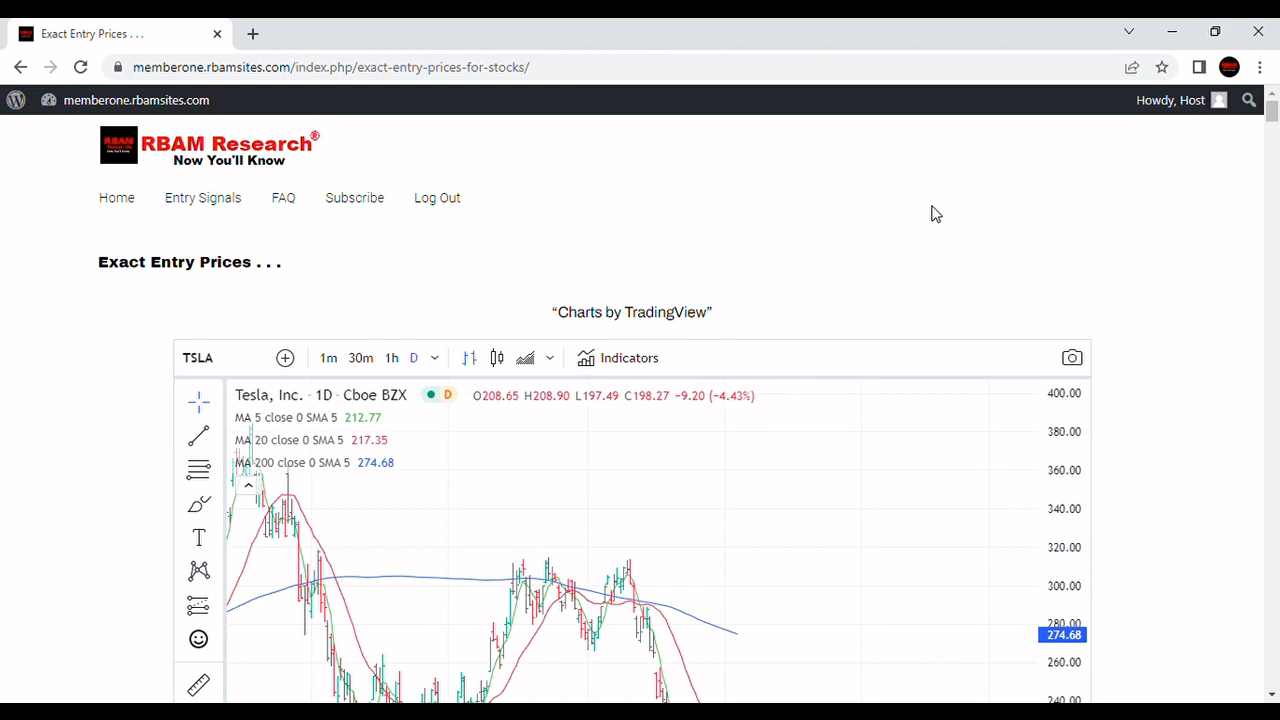 Exact Entry Prices . . .
memberone.rbamsites.com/index.php/exact-entry-prices-for-stocks/
memberone.rbamsites.com
Howdy, Host
RBAM Research®
Now You'll Know
Home Entry Signals FAQ Subscribe Log Out
Exact Entry Prices . . .
“Charts by TradingView”
TSLA 1m 30m 1h D Indicators
Tesla, Inc. · 1D · Cboe BZX D O208.65 H208.90 L197.49 C198.27 −9.20 (−4.43%)
MA 5 close 0 SMA 5 212.77
MA 20 close 0 SMA 5 217.35
MA 200 close 0 SMA 5 274.68
400.00
380.00
360.00
340.00
320.00
300.00
280.00
274.68
260.00
240.00